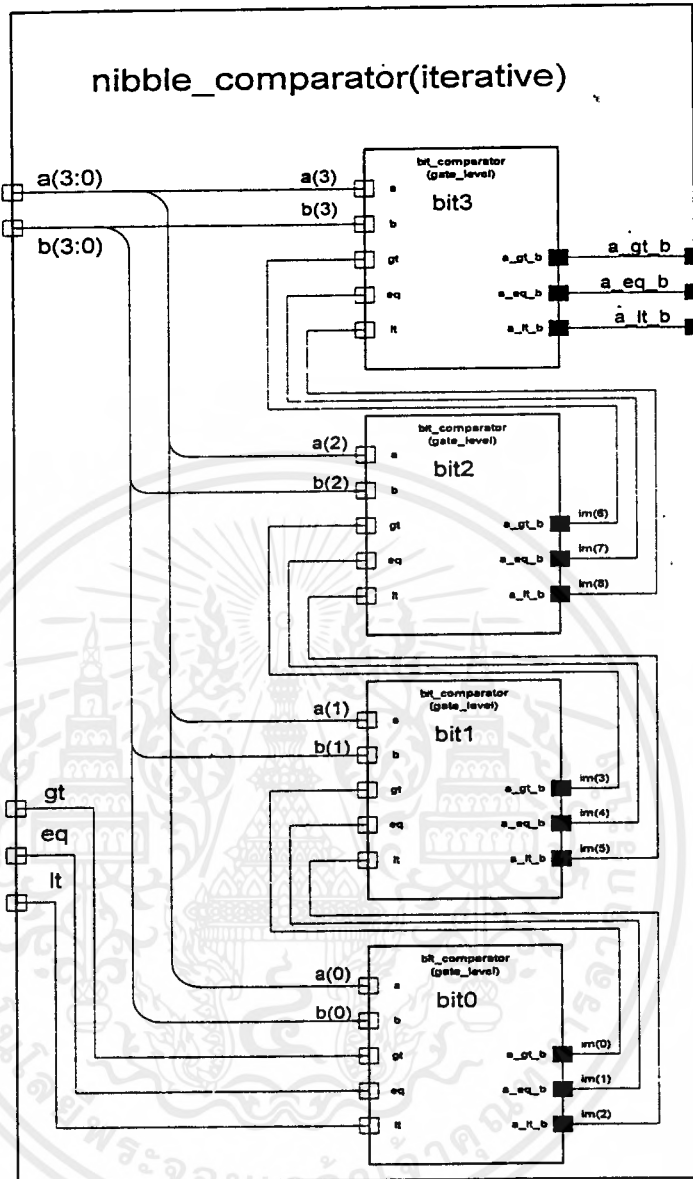 nibble_comparator(iterative)
a(3:0)
b(3:0)
a(3)
b(3)
bit_comparator
(gate_level)
bit3
a
b
gt
eq
lt
a_gt_b
a_eq_b
a_lt_b
a_gt_b
a_eq_b
a_lt_b
a(2)
b(2)
bit_comparator
(gate_level)
bit2
a
b
gt
eq
lt
a_gt_b
a_eq_b
a_lt_b
im(6)
im(7)
im(8)
a(1)
b(1)
bit_comparator
(gate_level)
bit1
a
b
gt
eq
lt
a_gt_b
a_eq_b
a_lt_b
im(3)
im(4)
im(5)
gt
eq
lt
a(0)
b(0)
bit_comparator
(gate_level)
bit0
a
b
gt
eq
lt
a_gt_b
a_eq_b
a_lt_b
im(0)
im(1)
im(2)